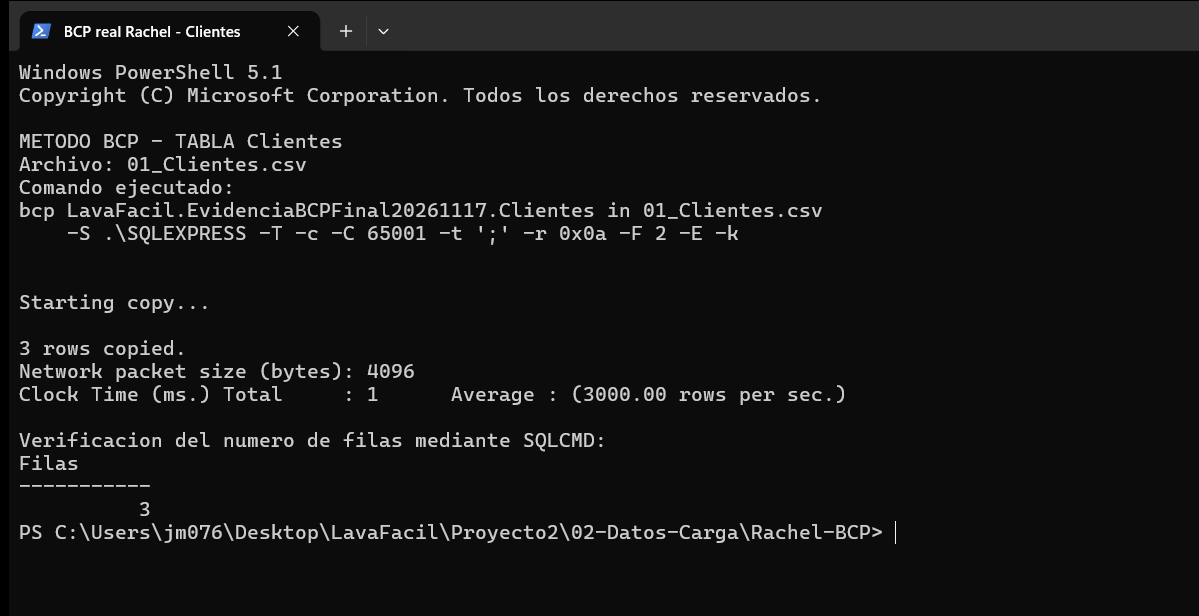 BCP real Rachel - Clientes
Windows PowerShell 5.1
Copyright (C) Microsoft Corporation. Todos los derechos reservados.
METODO BCP - TABLA Clientes
Archivo: 01_Clientes.csv
Comando ejecutado:
bcp LavaFacil.EvidenciaBCPFinal20261117.Clientes in 01_Clientes.csv
-S .\SQLEXPRESS -T -c -C 65001 -t ';' -r 0x0a -F 2 -E -k
Starting copy...
3 rows copied.
Network packet size (bytes): 4096
Clock Time (ms.) Total     : 1      Average : (3000.00 rows per sec.)
Verificacion del numero de filas mediante SQLCMD:
Filas
-----------
3
PS C:\Users\jm076\Desktop\LavaFacil\Proyecto2\02-Datos-Carga\Rachel-BCP>